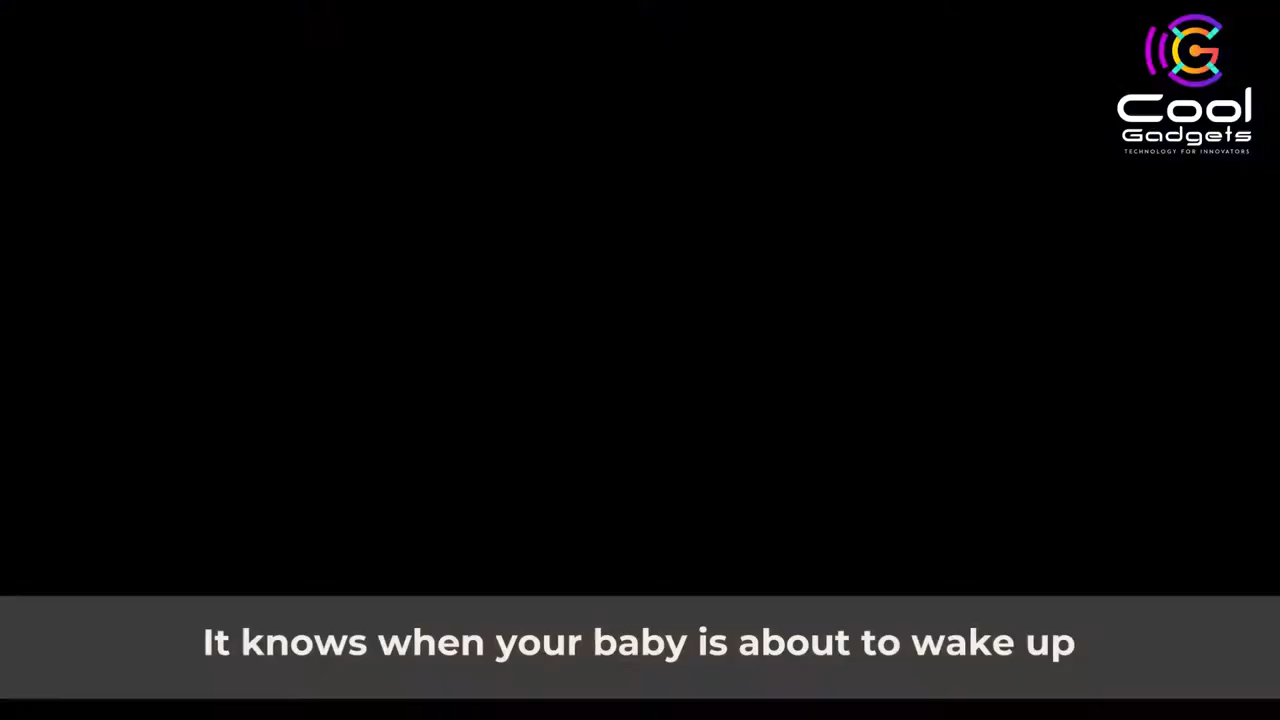 Cool
Gadgets
TECHNOLOGY FOR INNOVATORS
It knows when your baby is about to wake up